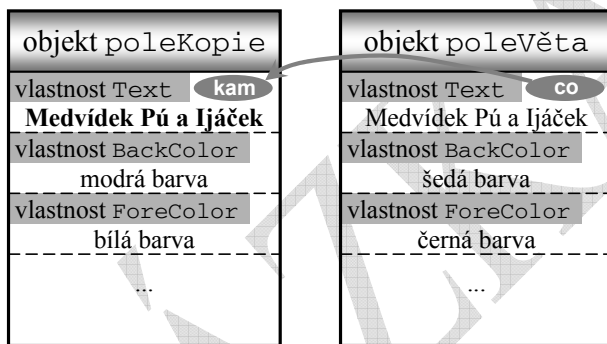 objekt poleKopie
vlastnost Text kam
Medvídek Pú a Ijáček
vlastnost BackColor
modrá barva
vlastnost ForeColor
bílá barva
...
objekt poleVěta
vlastnost Text co
Medvídek Pú a Ijáček
vlastnost BackColor
šedá barva
vlastnost ForeColor
černá barva
...